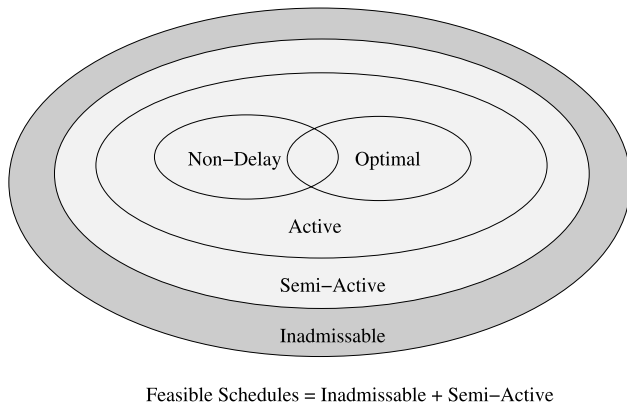 Non−Delay
Optimal
Active
Semi−Active
Inadmissable
Feasible Schedules = Inadmissable + Semi−Active